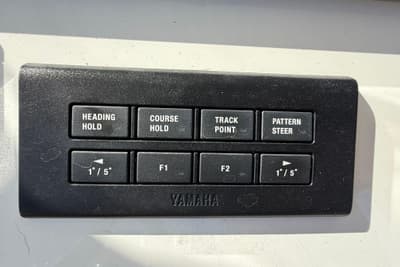 HEADING HOLD
COURSE HOLD
TRACK POINT
PATTERN STEER
◄ 1°/5°
F1
F2
► 1°/5°
YAMAHA